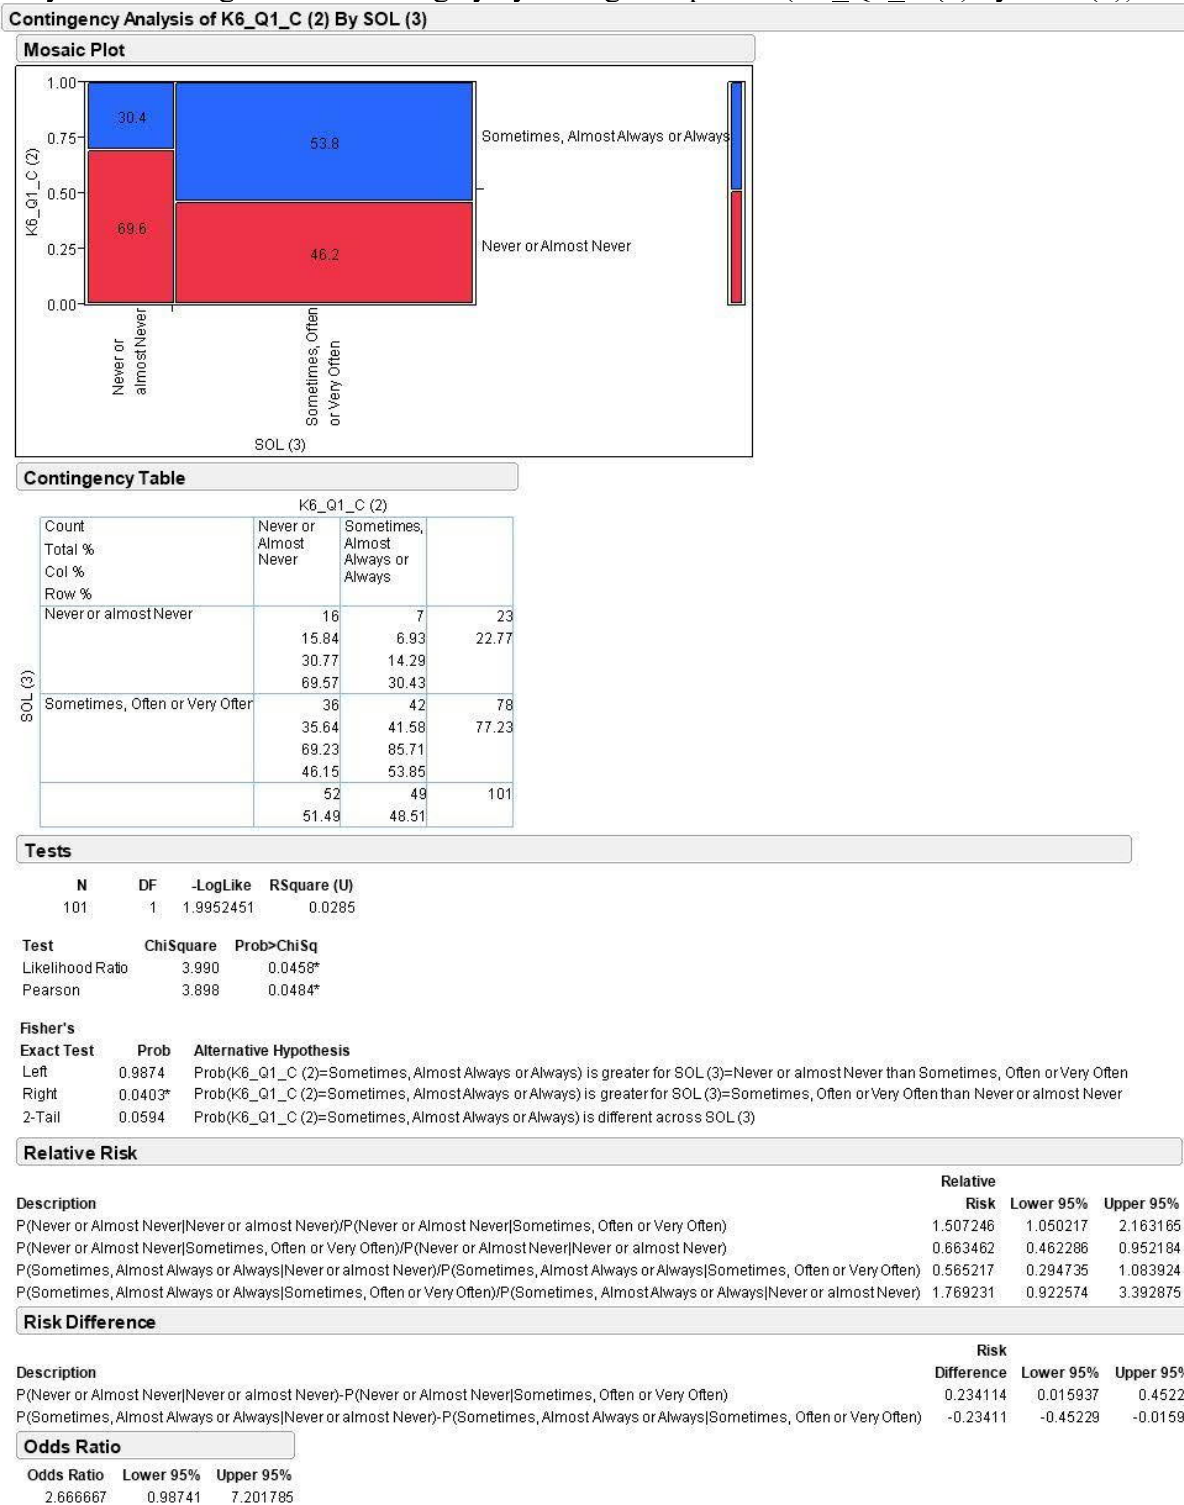 Contingency Analysis of K6_Q1_C (2) By SOL (3)
Mosaic Plot
1.00
0.75
0.50
0.25
0.00
K6_Q1_C (2)
30.4
53.8
69.6
46.2
Sometimes, Almost Always or Always
Never or Almost Never
Never or
almost Never
Sometimes, Often
or Very Often
SOL (3)
Contingency Table
K6_Q1_C (2)
SOL (3)
Count
Total %
Col %
Row %
Never or
Almost
Never
Sometimes,
Almost
Always or
Always
Never or almost Never 16 7 23
15.84 6.93 22.77
30.77 14.29
69.57 30.43
Sometimes, Often or Very Often 36 42 78
35.64 41.58 77.23
69.23 85.71
46.15 53.85
52 49 101
51.49 48.51
Tests
N DF -LogLike RSquare (U)
101 1 1.9952451 0.0285
Test ChiSquare Prob>ChiSq
Likelihood Ratio 3.990 0.0458*
Pearson 3.898 0.0484*
Fisher's
Exact Test Prob Alternative Hypothesis
Left 0.9874 Prob(K6_Q1_C (2)=Sometimes, Almost Always or Always) is greater for SOL (3)=Never or almost Never than Sometimes, Often or Very Often
Right 0.0403* Prob(K6_Q1_C (2)=Sometimes, Almost Always or Always) is greater for SOL (3)=Sometimes, Often or Very Often than Never or almost Never
2-Tail 0.0594 Prob(K6_Q1_C (2)=Sometimes, Almost Always or Always) is different across SOL (3)
Relative Risk
Relative
Description Risk Lower 95% Upper 95%
P(Never or Almost Never|Never or almost Never)/P(Never or Almost Never|Sometimes, Often or Very Often) 1.507246 1.050217 2.163165
P(Never or Almost Never|Sometimes, Often or Very Often)/P(Never or Almost Never|Never or almost Never) 0.663462 0.462286 0.952184
P(Sometimes, Almost Always or Always|Never or almost Never)/P(Sometimes, Almost Always or Always|Sometimes, Often or Very Often) 0.565217 0.294735 1.083924
P(Sometimes, Almost Always or Always|Sometimes, Often or Very Often)/P(Sometimes, Almost Always or Always|Never or almost Never) 1.769231 0.922574 3.392875
Risk Difference
Risk
Description Difference Lower 95% Upper 95%
P(Never or Almost Never|Never or almost Never)-P(Never or Almost Never|Sometimes, Often or Very Often) 0.234114 0.015937 0.4522
P(Sometimes, Almost Always or Always|Never or almost Never)-P(Sometimes, Almost Always or Always|Sometimes, Often or Very Often) -0.23411 -0.45229 -0.0159
Odds Ratio
Odds Ratio Lower 95% Upper 95%
2.666667 0.98741 7.201785